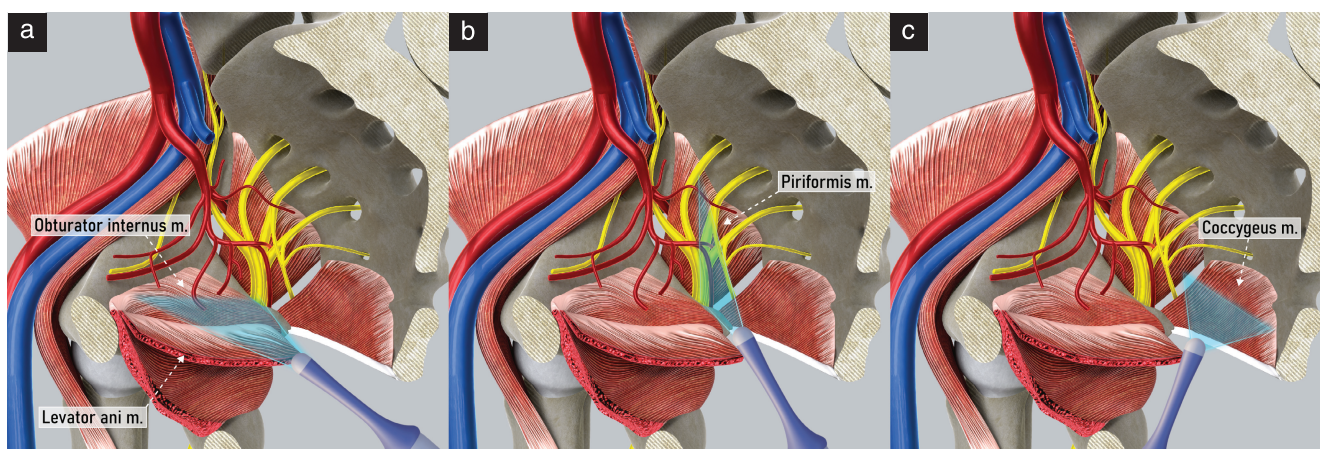 a
b
c
Piriformis m.
Obturator internus m.
Coccygeus m.
Levator ani m.